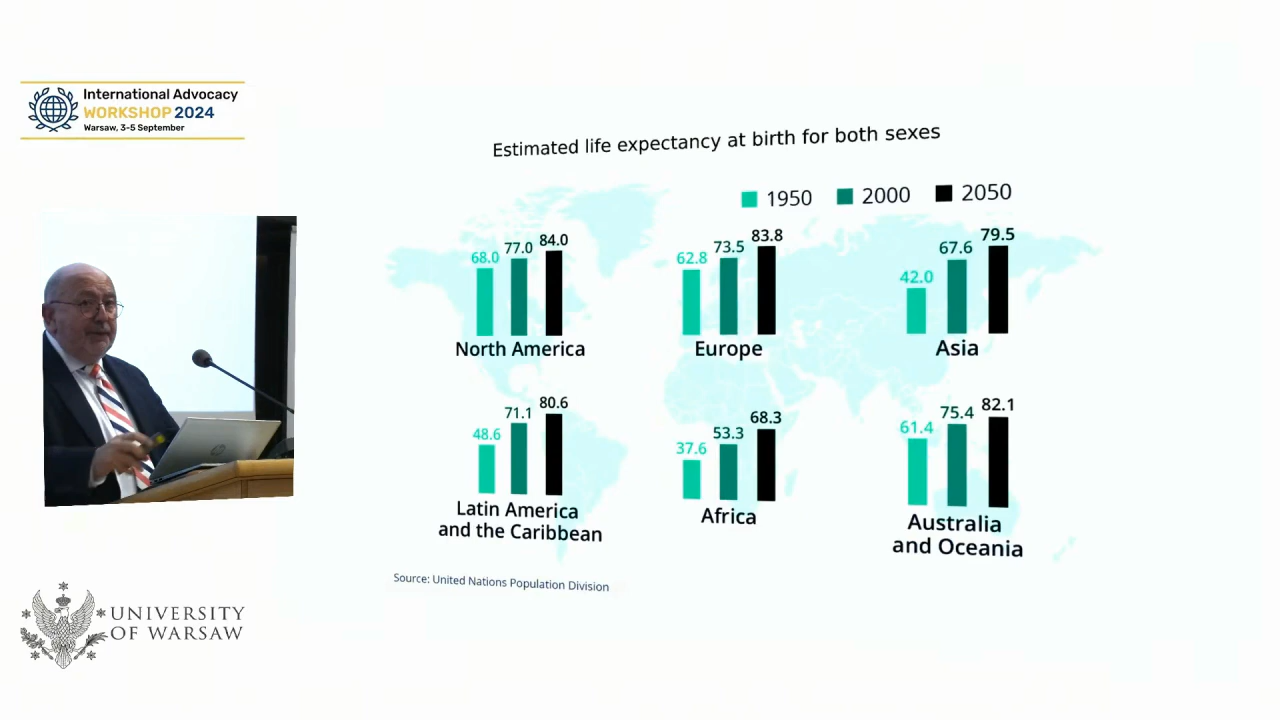 International Advocacy
WORKSHOP 2024
Warsaw, 3-5 September
Estimated life expectancy at birth for both sexes
1950 2000 2050
68.0 77.0 84.0
North America
62.8 73.5 83.8
Europe
42.0 67.6 79.5
Asia
48.6 71.1 80.6
Latin America
and the Caribbean
37.6 53.3 68.3
Africa
61.4 75.4 82.1
Australia
and Oceania
Source: United Nations Population Division
UNIVERSITY
OF WARSAW